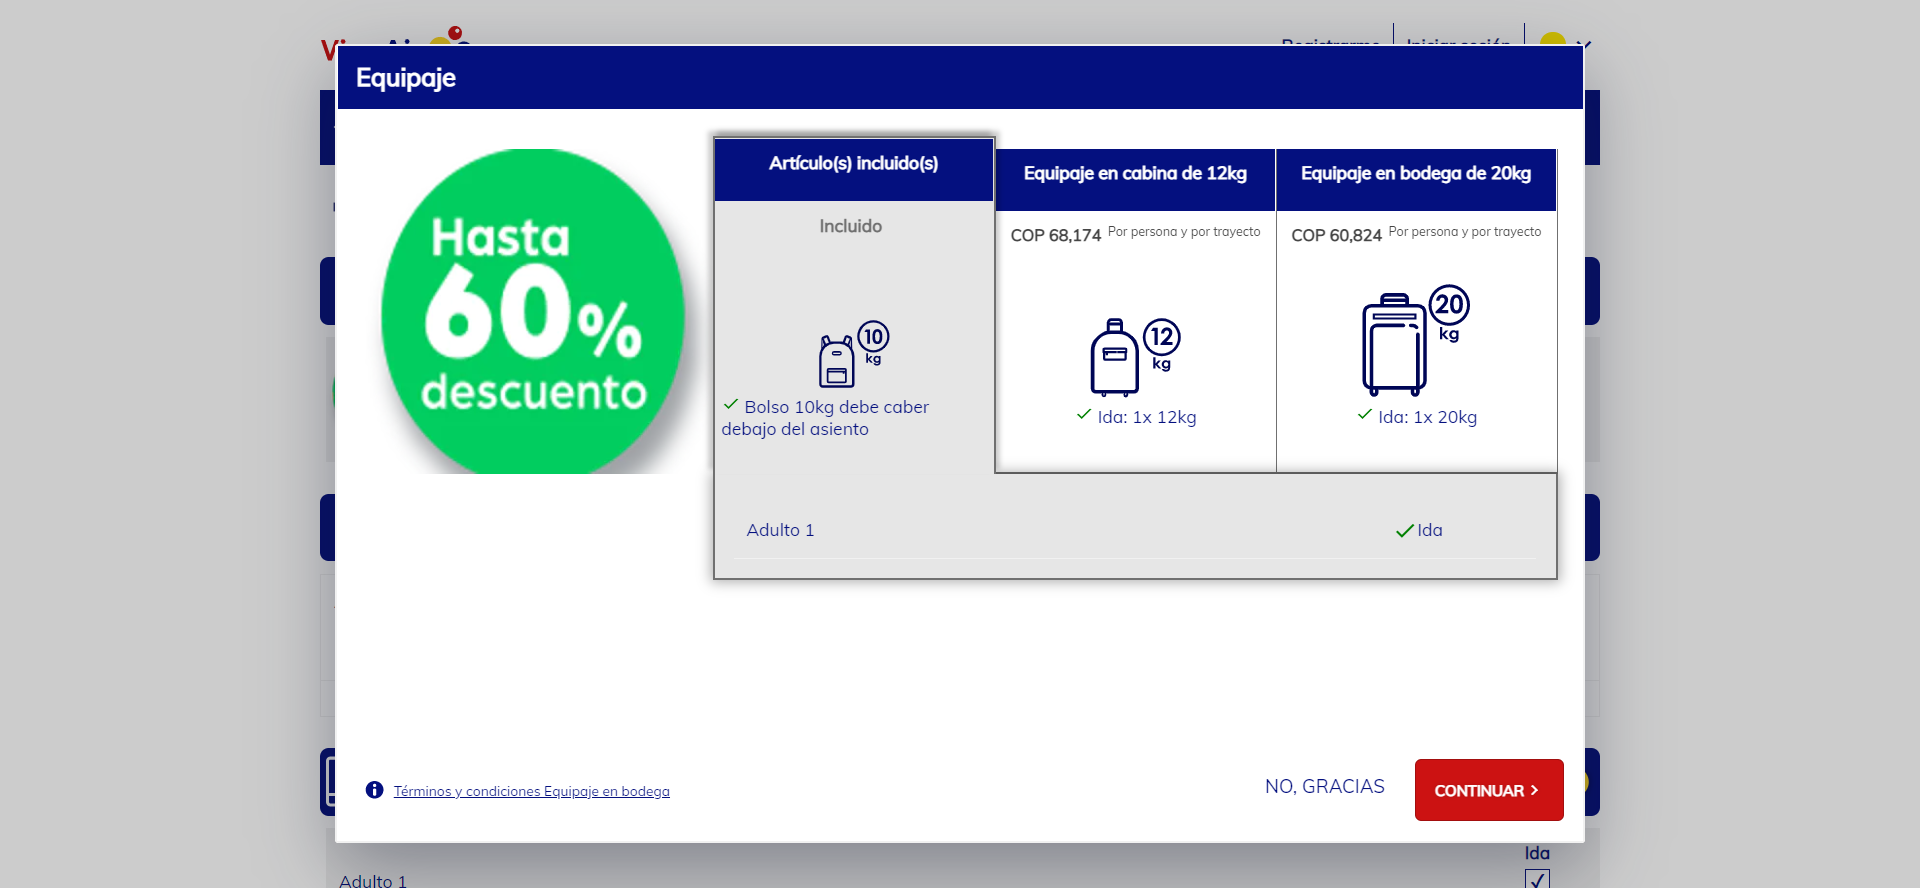 Registrarme
Iniciar sesión
Equipaje
Hasta
60%
descuento
Artículo(s) incluido(s)
Incluido
10
kg
Bolso 10kg debe caber
debajo del asiento
Equipaje en cabina de 12kg
COP 68,174 Por persona y por trayecto
12
kg
Ida: 1x 12kg
Equipaje en bodega de 20kg
COP 60,824 Por persona y por trayecto
20
kg
Ida: 1x 20kg
Adulto 1
Ida
Términos y condiciones Equipaje en bodega
NO, GRACIAS
CONTINUAR
Ida
Adulto 1